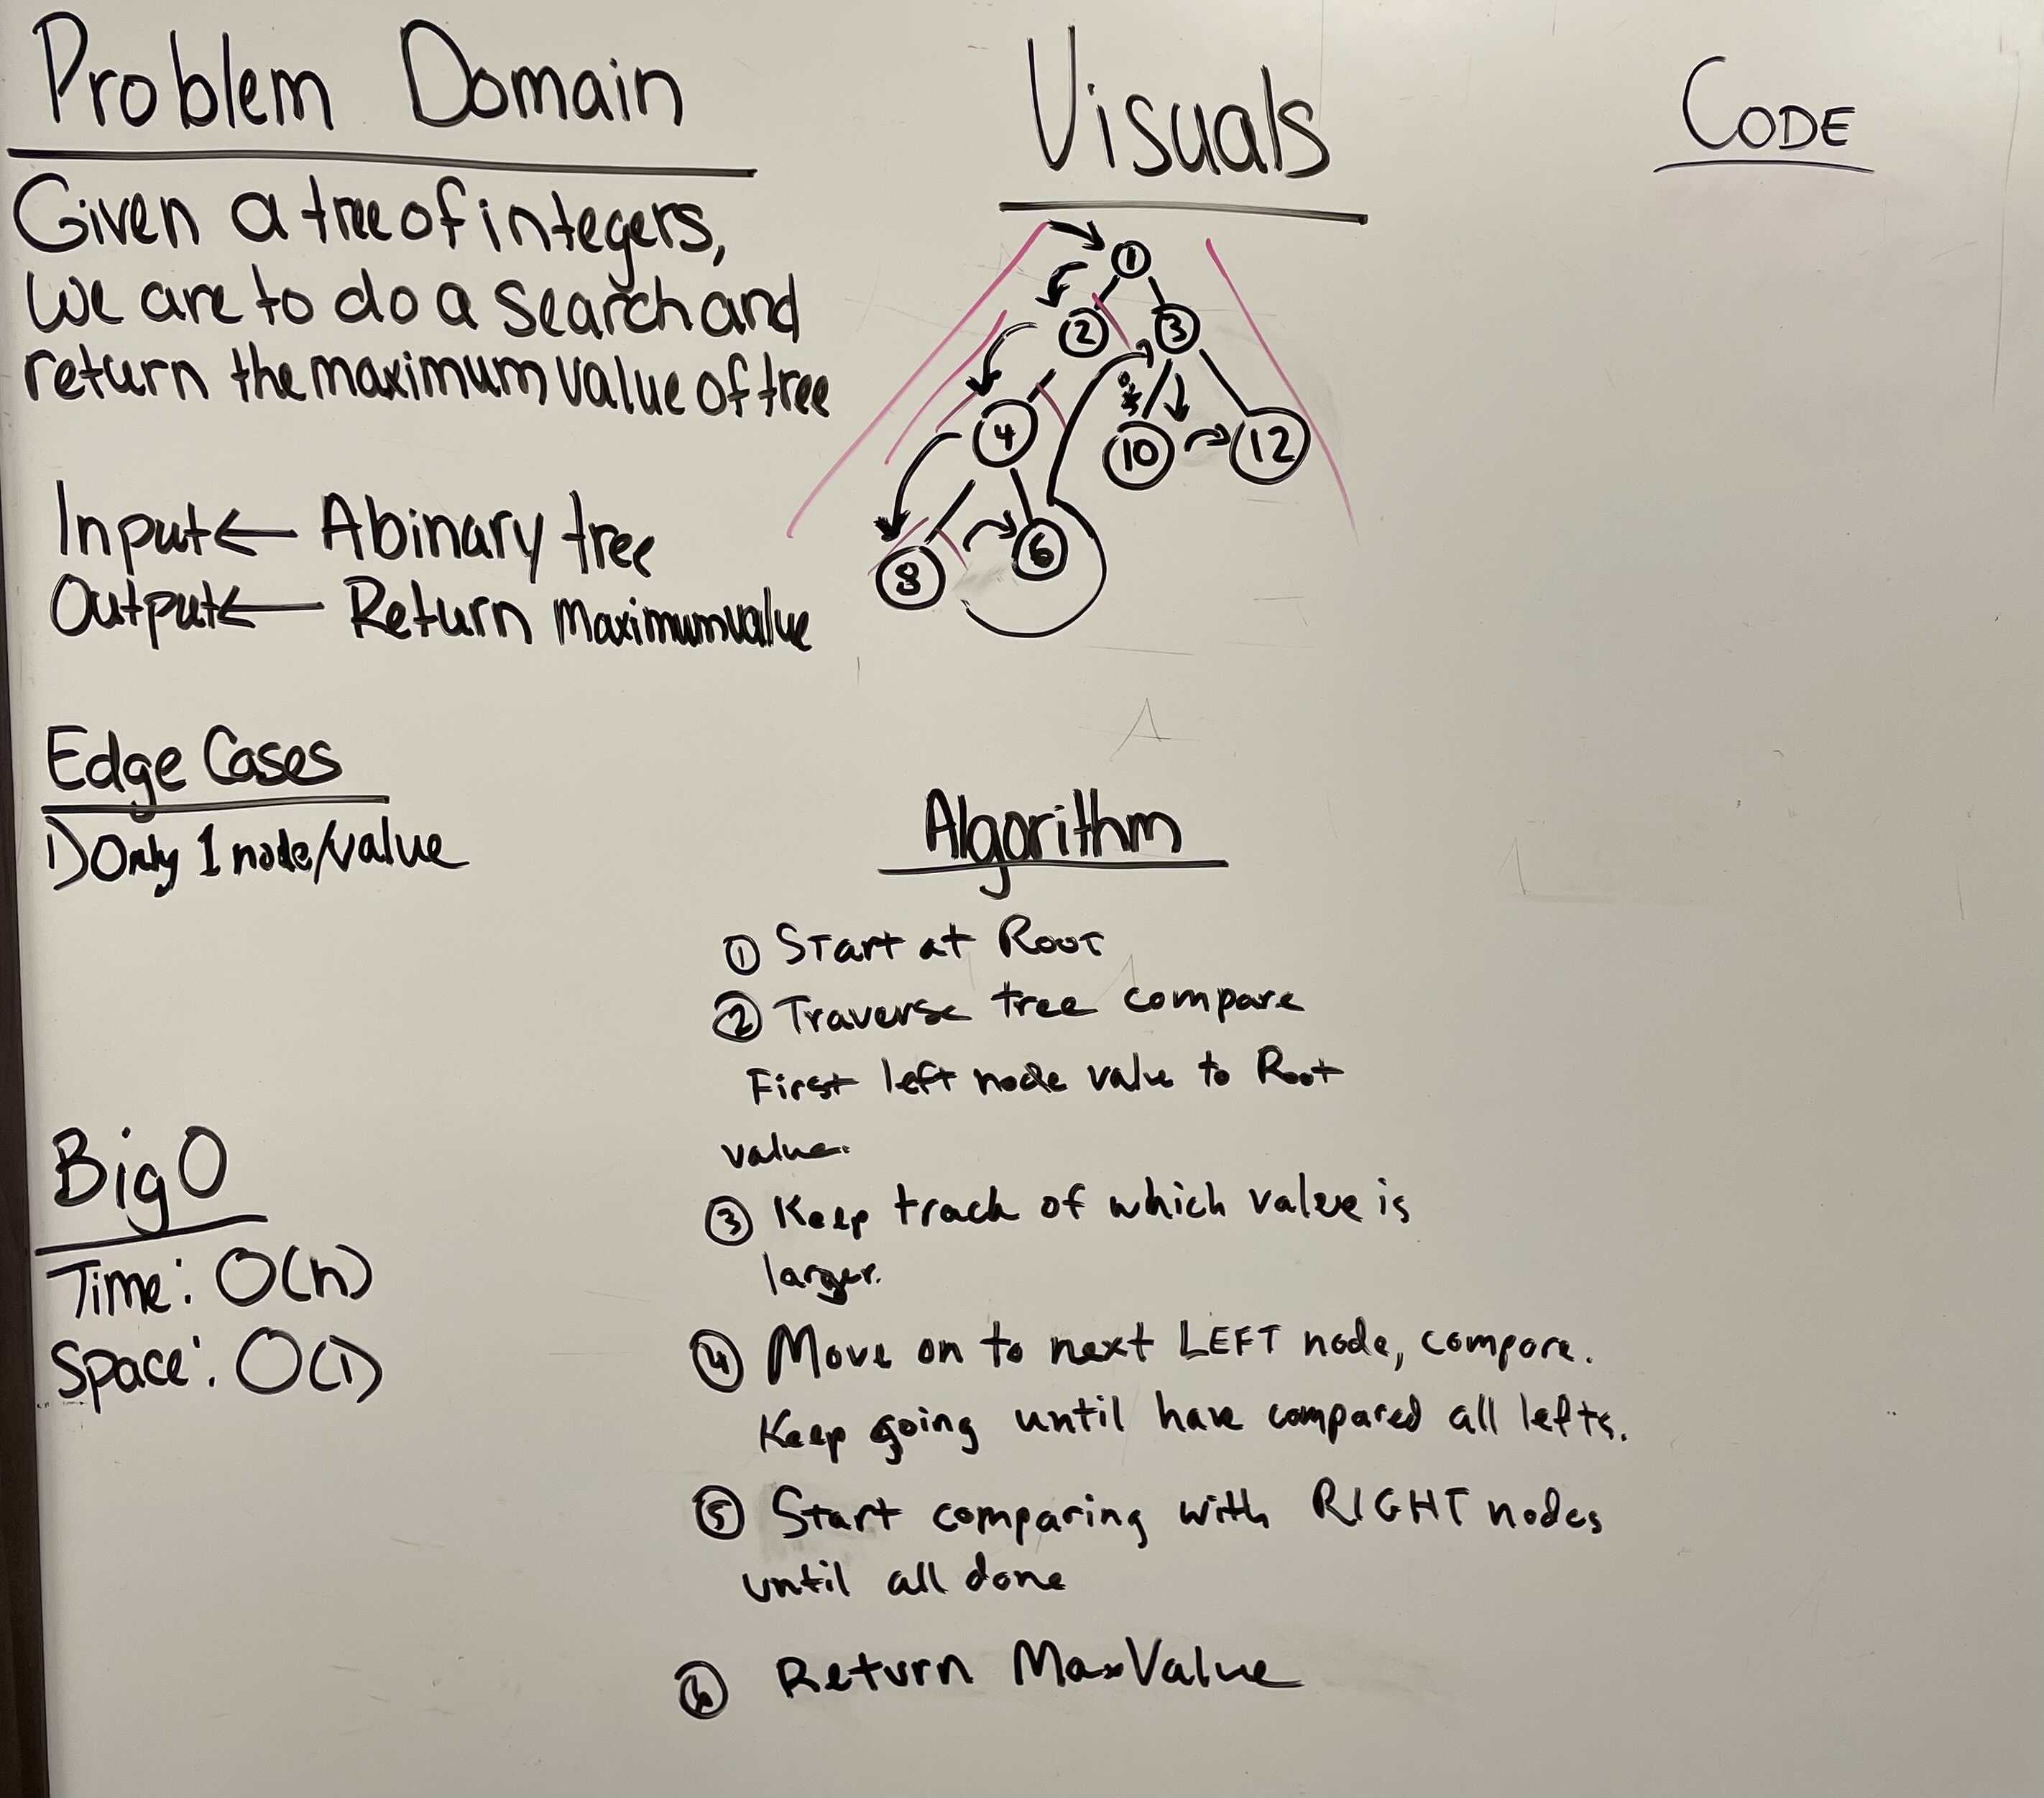 Problem Domain
Given a tree of integers,
we are to do a search and
return the maximum value of tree
Input ← A binary tree
Output ← Return maximum value
Edge Cases
1) Only 1 node/value
Big O
Time: O(n)
Space: O(1)
Visuals
1
2 3
4 10 12
8 6
Algorithm
① Start at Root
② Traverse tree compare
First left node value to Root
value.
③ Keep track of which value is
larger.
④ Move on to next LEFT node, compare.
Keep going until have compared all lefts.
⑤ Start comparing with RIGHT nodes
until all done
⑥ Return MaxValue
CODE